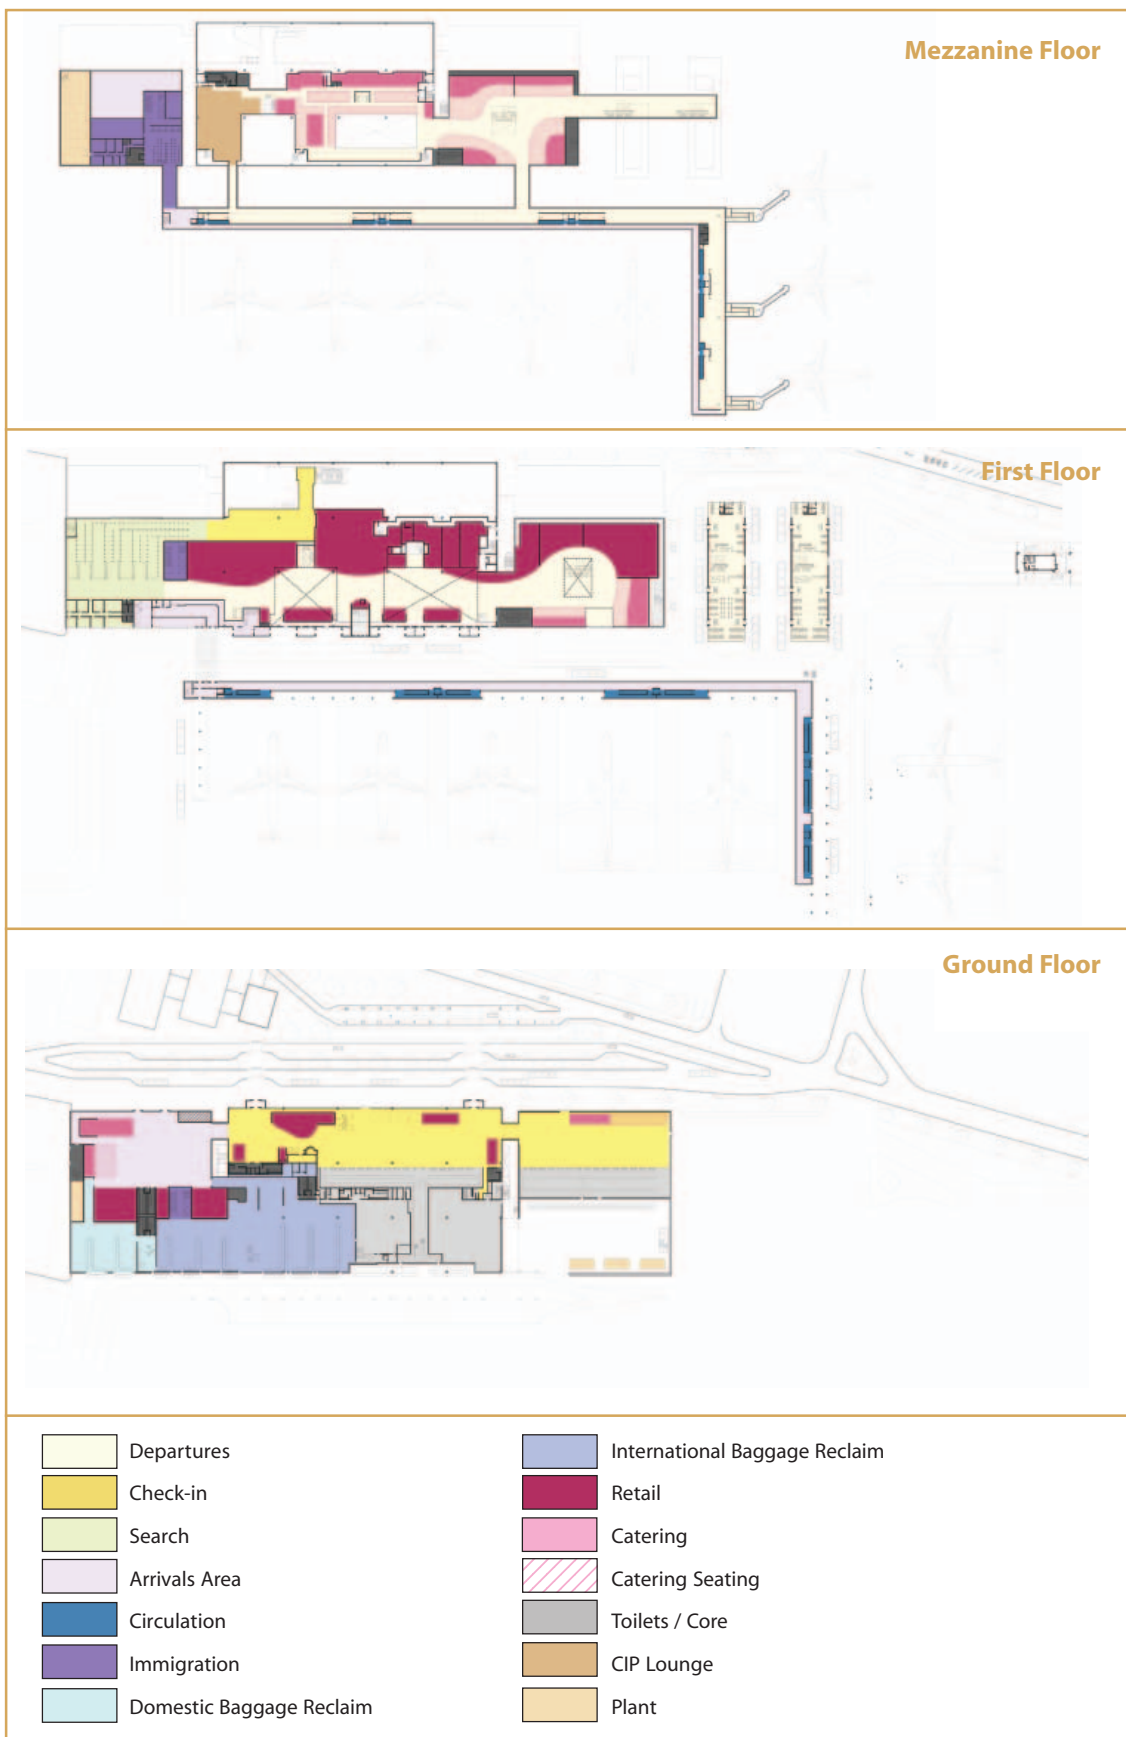 Mezzanine Floor
First Floor
Ground Floor
Departures
Check-in
Search
Arrivals Area
Circulation
Immigration
Domestic Baggage Reclaim
International Baggage Reclaim
Retail
Catering
Catering Seating
Toilets / Core
CIP Lounge
Plant